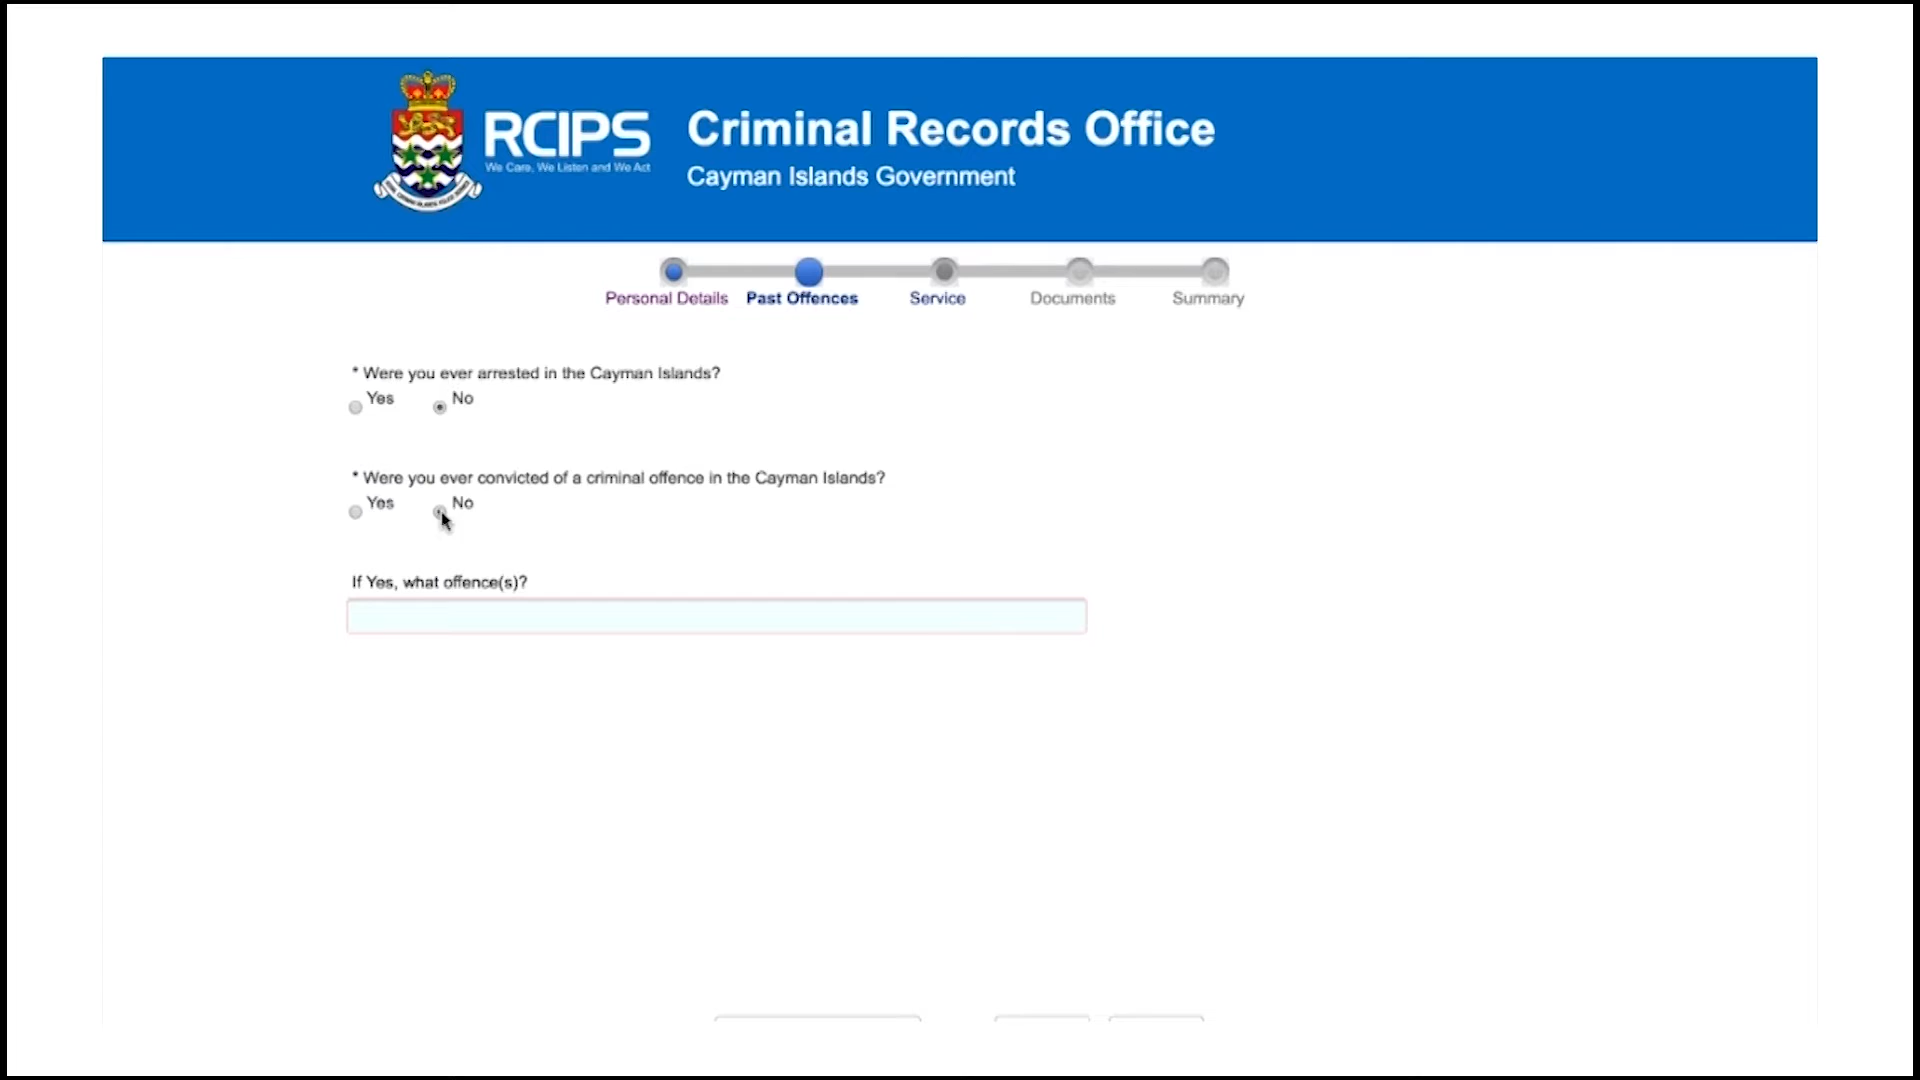 RCIPS
We Care, We Listen and We Act
Criminal Records Office
Cayman Islands Government
Personal Details
Past Offences
Service
Documents
Summary
* Were you ever arrested in the Cayman Islands?
Yes
No
* Were you ever convicted of a criminal offence in the Cayman Islands?
Yes
No
If Yes, what offence(s)?